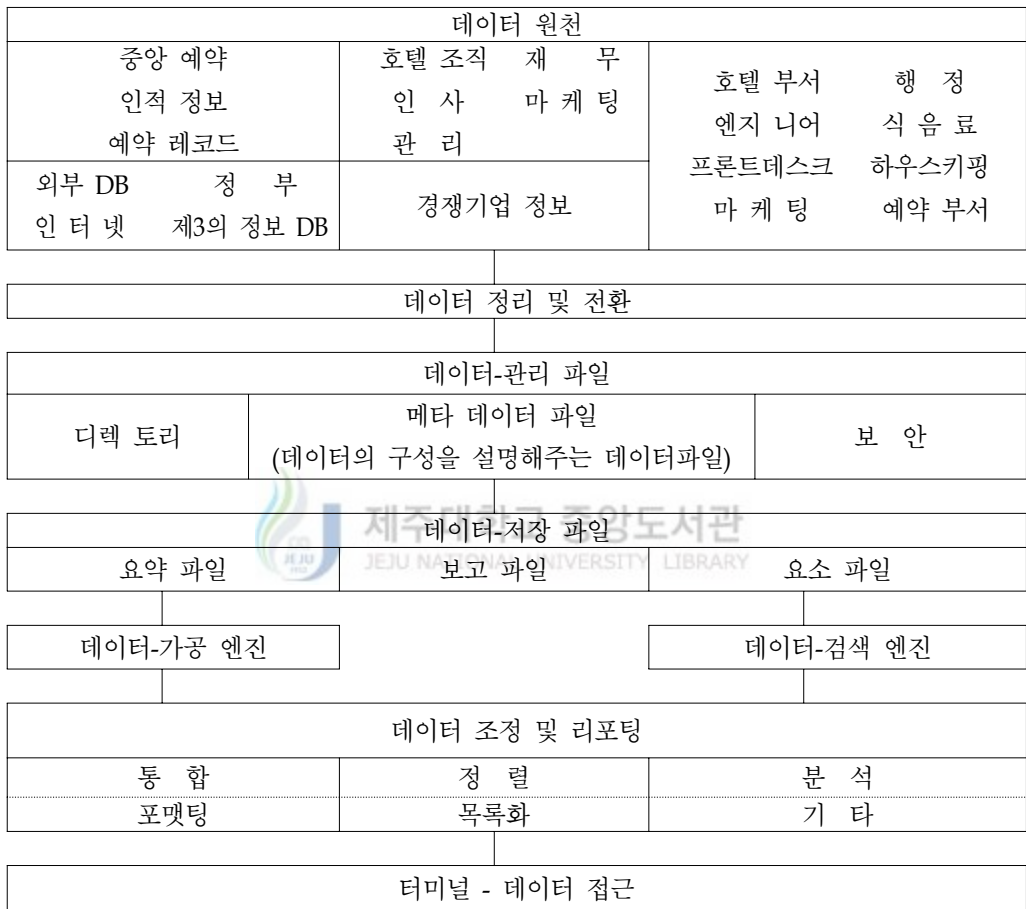 데이터 원천
중앙 예약
인적 정보
예약 레코드
호텔 조직 재 무
인 사 마 케 팅
관 리
호텔 부서 행 정
엔지 니어 식 음 료
프론트데스크 하우스키핑
마 케 팅 예약 부서
외부 DB 정 부
인 터 넷 제3의 정보 DB
경쟁기업 정보
데이터 정리 및 전환
데이터-관리 파일
디렉 토리
메타 데이터 파일
(데이터의 구성을 설명해주는 데이터파일)
보 안
제주대학교 중앙도서관
JEJU NATIONAL UNIVERSITY LIBRARY
JEJU
1952
데이터-저장 파일
요약 파일 보고 파일 요소 파일
데이터-가공 엔진 데이터-검색 엔진
데이터 조정 및 리포팅
통 합 정 렬 분 석
포맷팅 목록화 기 타
터미널 - 데이터 접근